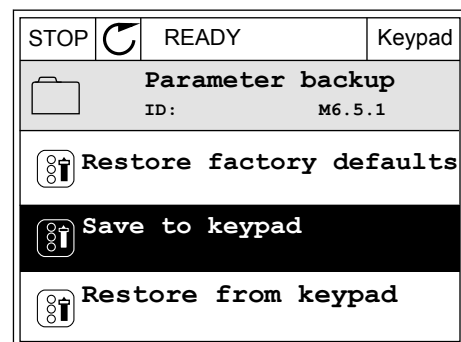 STOP READY Keypad
Parameter backup
ID: M6.5.1
Restore factory defaults
Save to keypad
Restore from keypad